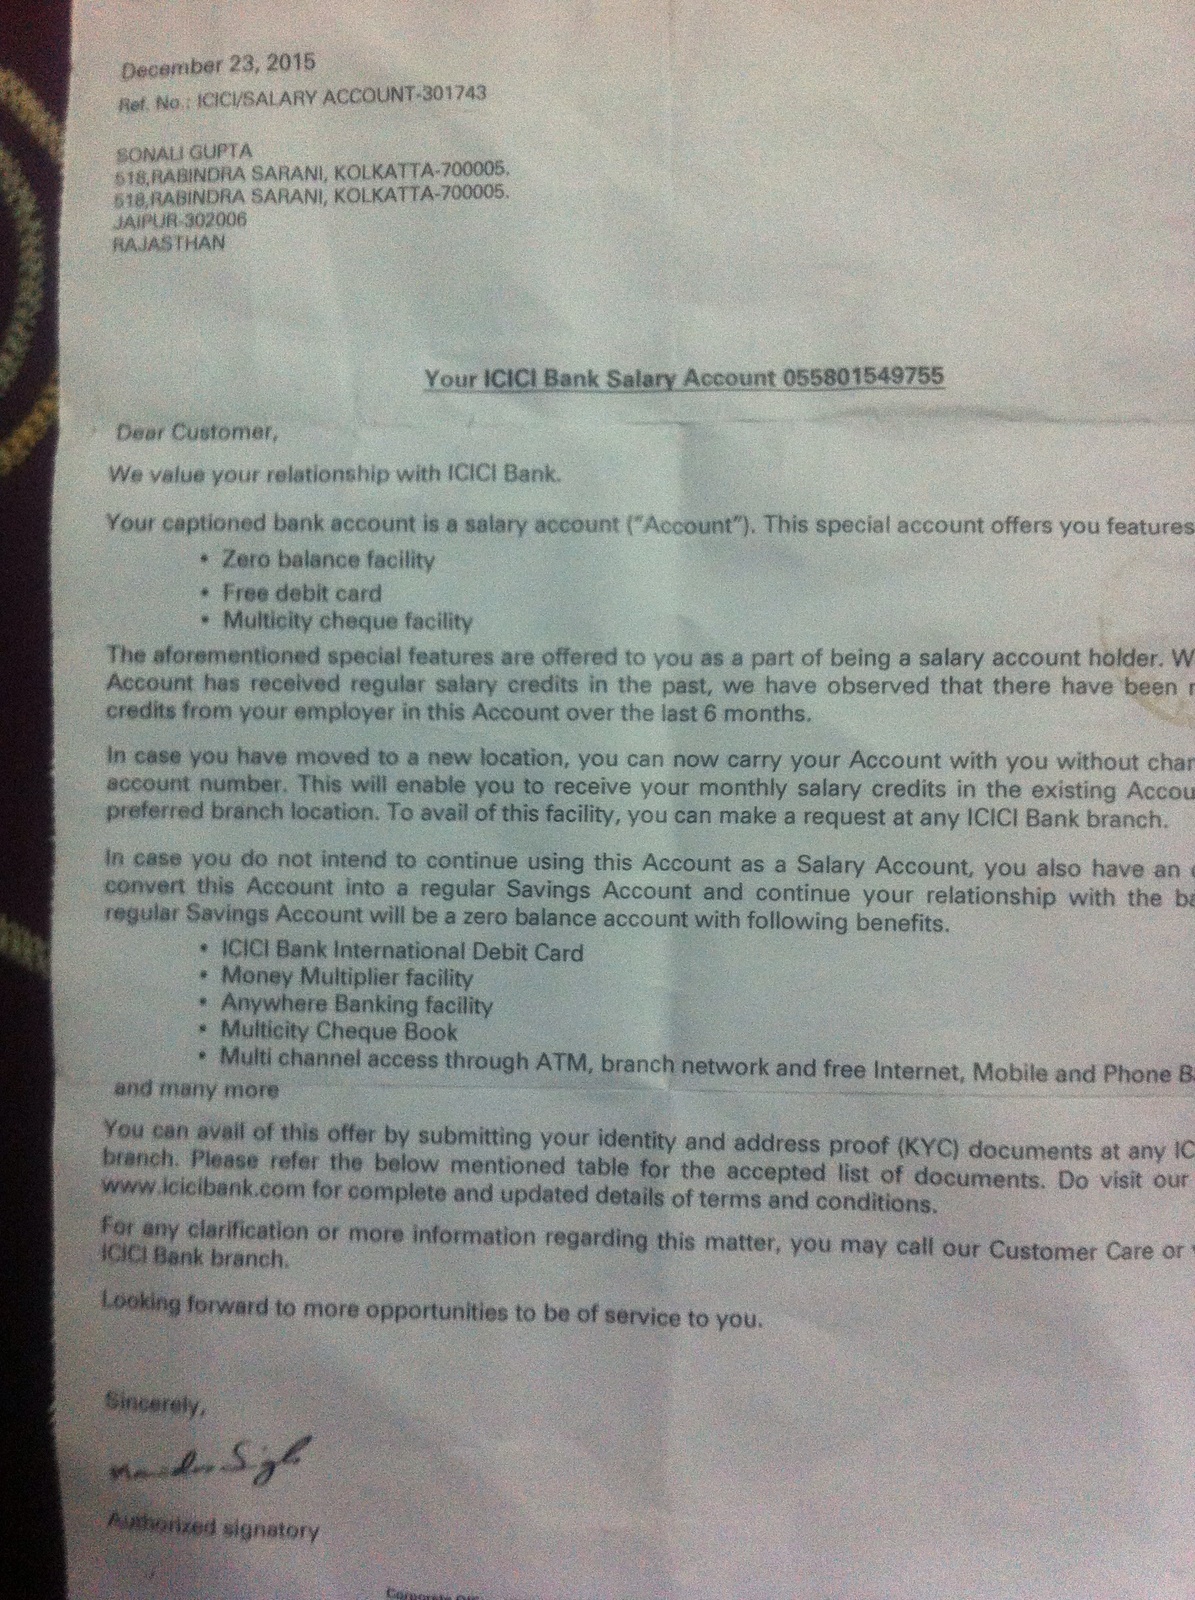 December 23, 2015
Ref. No.: ICICI/SALARY ACCOUNT-301743
SONALI GUPTA
518,RABINDRA SARANI, KOLKATTA-700005.
518,RABINDRA SARANI, KOLKATTA-700005.
JAIPUR-302006
RAJASTHAN
Your ICICI Bank Salary Account 055801549755
Dear Customer,
We value your relationship with ICICI Bank.
Your captioned bank account is a salary account ("Account"). This special account offers you features
• Zero balance facility
• Free debit card
• Multicity cheque facility
The aforementioned special features are offered to you as a part of being a salary account holder.
Account has received regular salary credits in the past, we have observed that there have been
credits from your employer in this Account over the last 6 months.
In case you have moved to a new location, you can now carry your Account with you without
account number. This will enable you to receive your monthly salary credits in the existing
preferred branch location. To avail of this facility, you can make a request at any ICICI Bank branch.
In case you do not intend to continue using this Account as a Salary Account, you also have an
convert this Account into a regular Savings Account and continue your relationship with the
regular Savings Account will be a zero balance account with following benefits.
• ICICI Bank International Debit Card
• Money Multiplier facility
• Anywhere Banking facility
• Multicity Cheque Book
• Multi channel access through ATM, branch network and free Internet, Mobile and Phone
and many more
You can avail of this offer by submitting your identity and address proof (KYC) documents at any
branch. Please refer the below mentioned table for the accepted list of documents. Do visit our
www.icicibank.com for complete and updated details of terms and conditions.
For any clarification or more information regarding this matter, you may call our Customer Care or
ICICI Bank branch.
Looking forward to more opportunities to be of service to you.
Sincerely,
Authorized signatory